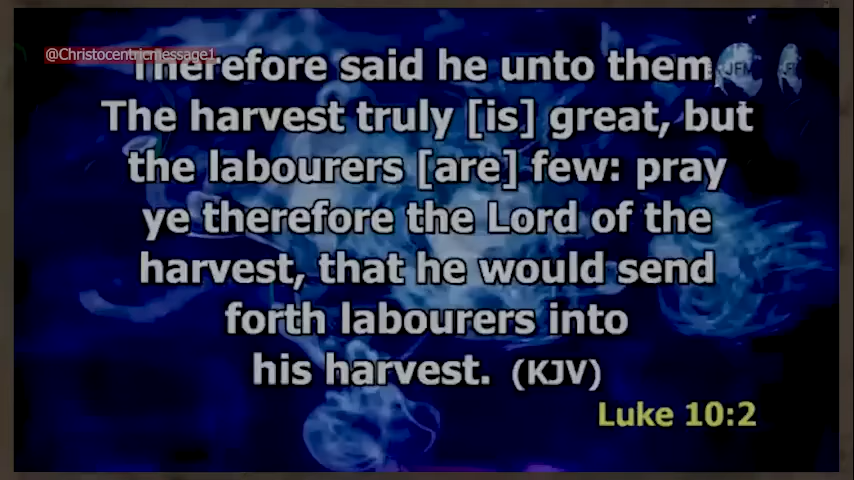 @Christocentricmessage1
Therefore said he unto them
JFM
The harvest truly [is] great, but
the labourers [are] few: pray
ye therefore the Lord of the
harvest, that he would send
forth labourers into
his harvest. (KJV)
Luke 10:2